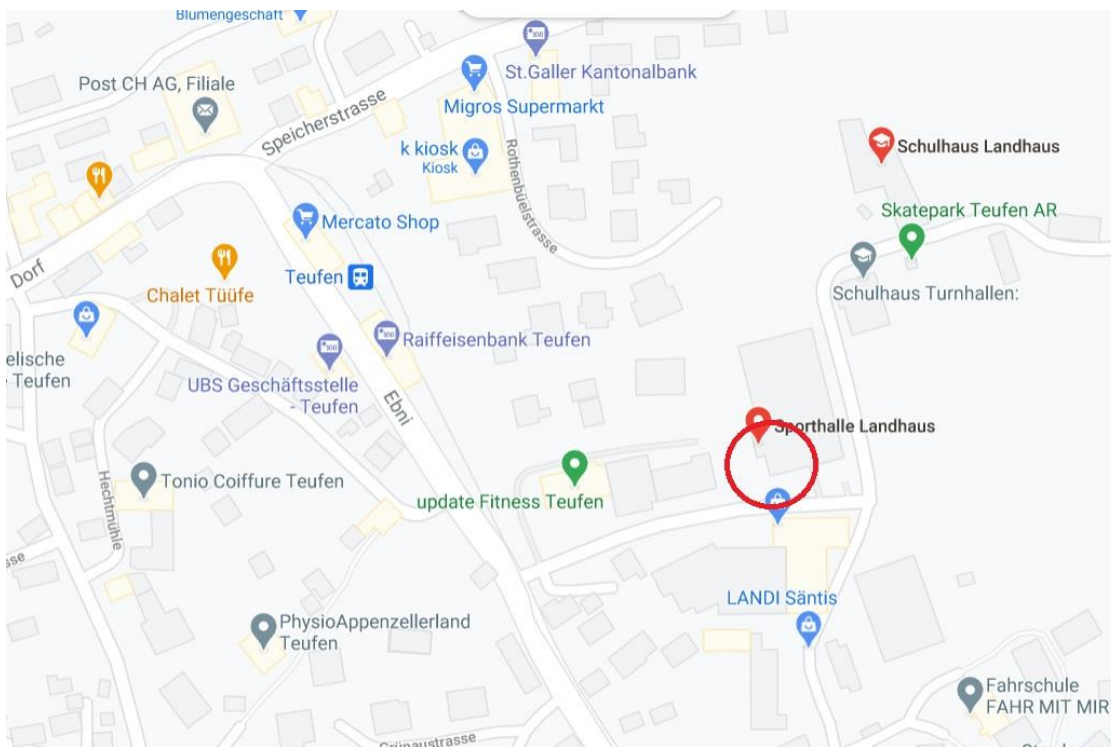 Blumengeschäft
St.Galler Kantonalbank
Post CH AG, Filiale
Migros Supermarkt
Speicherstrasse
k kiosk
Kiosk
Rothenbüelstrasse
Schulhaus Landhaus
Skatepark Teufen AR
Mercato Shop
Dorf
Teufen
Chalet Tüüfe
Schulhaus Turnhallen:
Raiffeisenbank Teufen
elische
Teufen
UBS Geschäftsstelle
- Teufen
Ebni
Sporthalle Landhaus
Hechtmühle
Tonio Coiffure Teufen
update Fitness Teufen
sse
LANDI Säntis
PhysioAppenzellerland
Teufen
Fahrschule
FAHR MIT MIR
Grünaustrasse